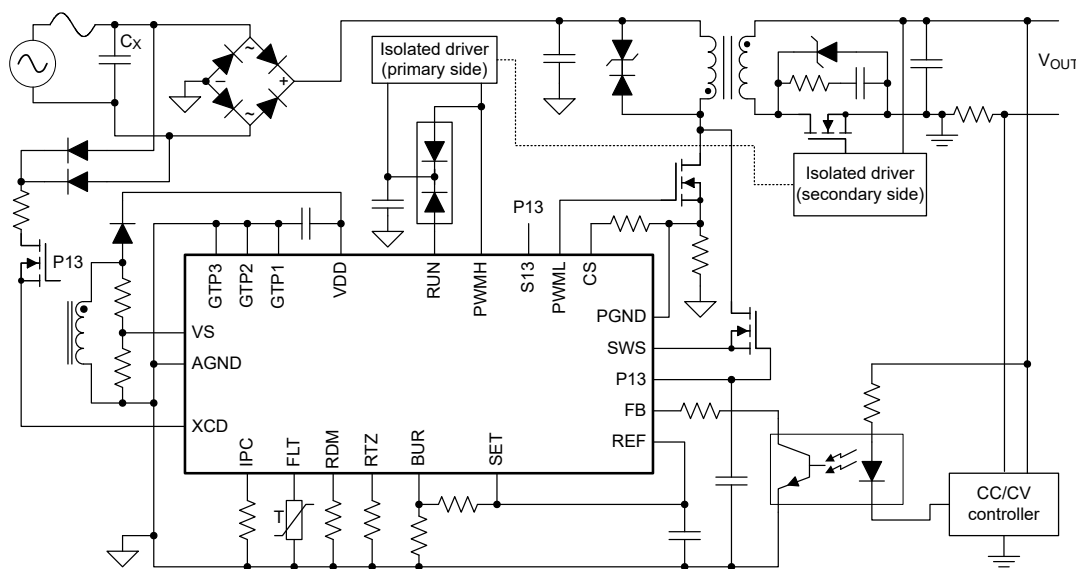 CX
Isolated driver
(primary side)
VOUT
Isolated driver
(secondary side)
P13
P13
GTP3
GTP2
GTP1
VDD
RUN
PWMH
S13
PWML
CS
VS
AGND
XCD
PGND
SWS
P13
FB
REF
IPC
FLT
RDM
RTZ
BUR
SET
T
CC/CV
controller
~
~
-
+